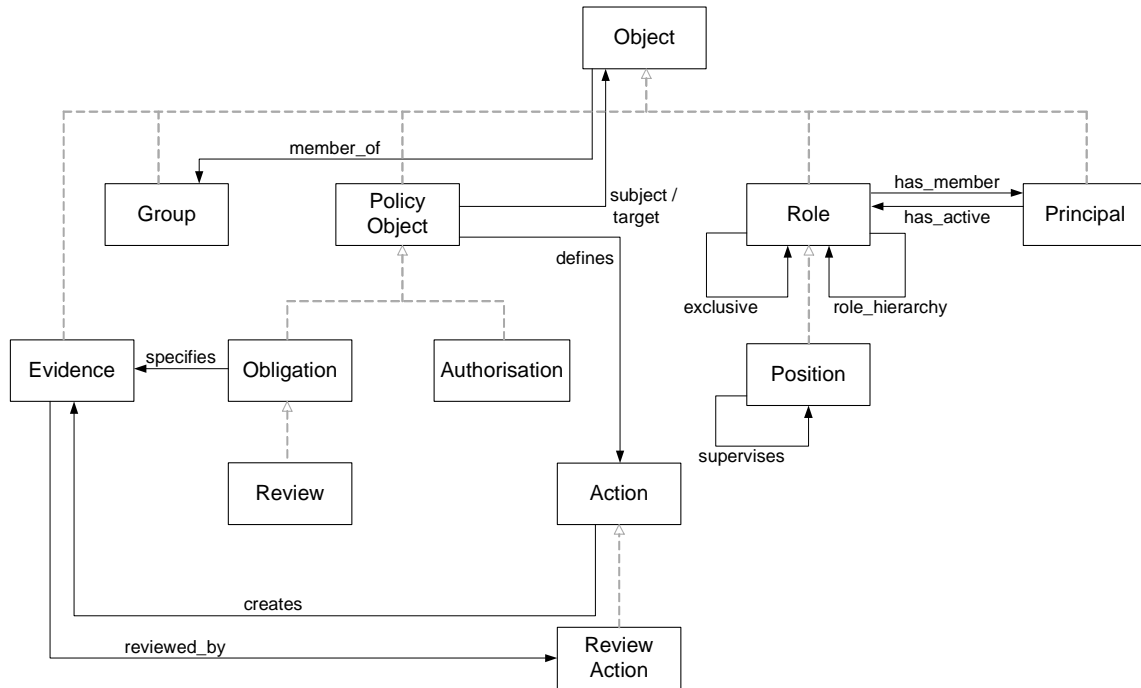 Object
member_of
Group
Policy
Object
subject /
target
Role
has_member
has_active
Principal
defines
exclusive
role_hierarchy
Evidence
specifies
Obligation
Authorisation
Position
supervises
Review
Action
creates
reviewed_by
Review
Action